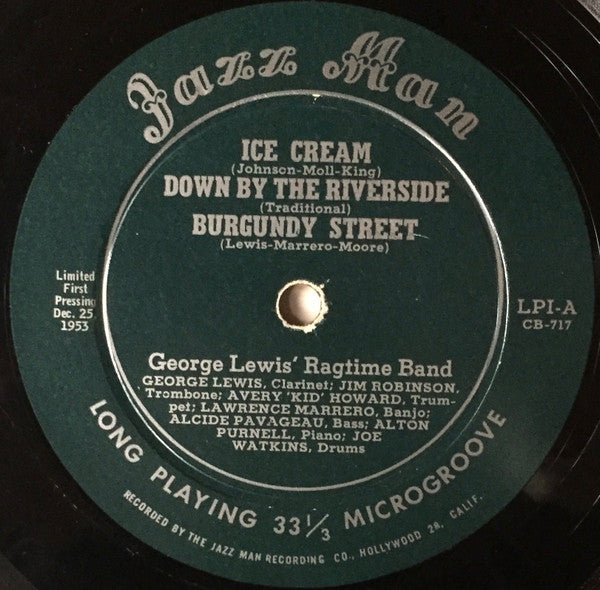 Jazz Man
ICE CREAM
(Johnson-Moll-King)
DOWN BY THE RIVERSIDE
(Traditional)
BURGUNDY STREET
(Lewis-Marrero-Moore)
Limited
First
Pressing
Dec. 25
1953
LPI-A
CB-717
George Lewis' Ragtime Band
GEORGE LEWIS, Clarinet; JIM ROBINSON,
Trombone; AVERY 'KID' HOWARD, Trum-
pet; LAWRENCE MARRERO, Banjo;
ALCIDE PAVAGEAU, Bass; ALTON
PURNELL, Piano; JOE
WATKINS, Drums
LONG PLAYING 33 1/3 MICROGROOVE
RECORDED BY THE JAZZ MAN RECORDING CO., HOLLYWOOD 28, CALIF.